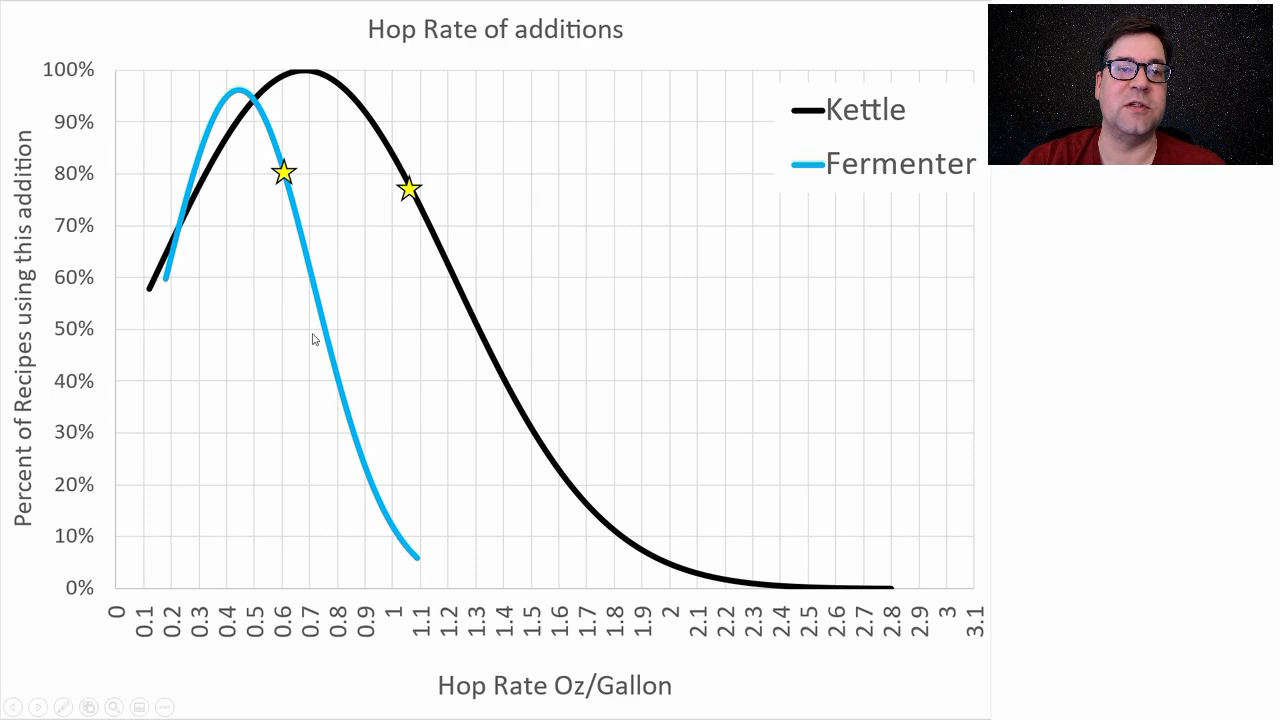 Hop Rate of additions
Kettle
Fermenter
Percent of Recipes using this addition
100%
90%
80%
70%
60%
50%
40%
30%
20%
10%
0%
0 0.1 0.2 0.3 0.4 0.5 0.6 0.7 0.8 0.9 1 1.1 1.2 1.3 1.4 1.5 1.6 1.7 1.8 1.9 2 2.1 2.2 2.3 2.4 2.5 2.6 2.7 2.8 2.9 3 3.1
Hop Rate Oz/Gallon